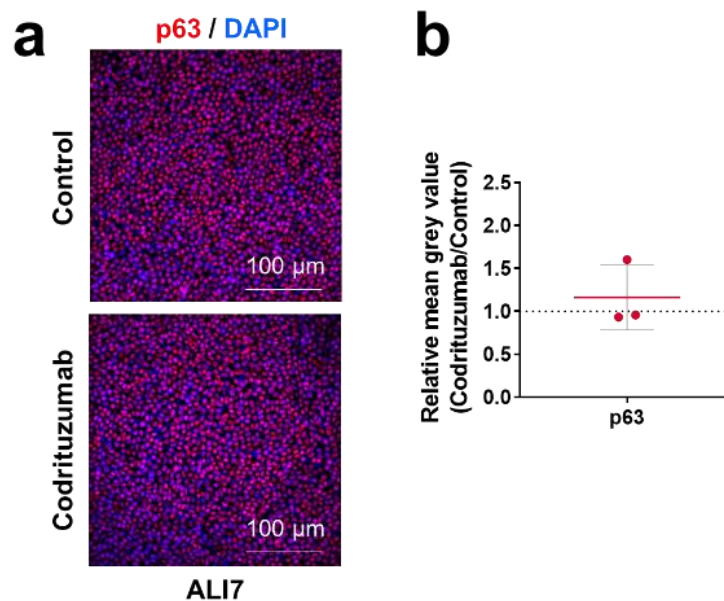 a
p63 / DAPI
Control
100 μm
Codrituzumab
100 μm
ALI7
b
Relative mean grey value
(Codrituzumab/Control)
2.5
2.0
1.5
1.0
0.5
0.0
p63